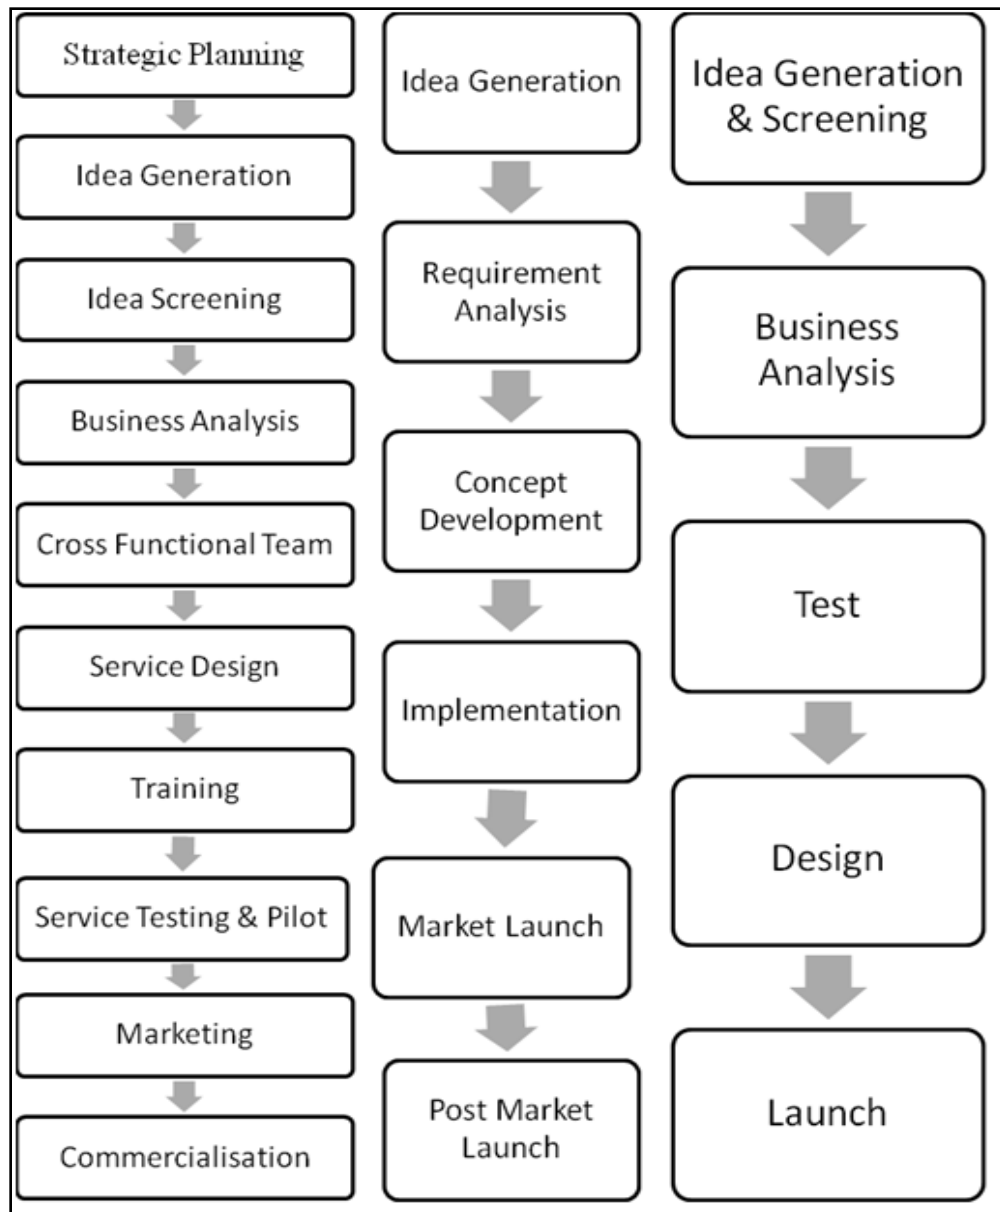 Strategic Planning
Idea Generation
Idea Screening
Business Analysis
Cross Functional Team
Service Design
Training
Service Testing & Pilot
Marketing
Commercialisation
Idea Generation
Requirement
Analysis
Concept
Development
Implementation
Market Launch
Post Market
Launch
Idea Generation
& Screening
Business
Analysis
Test
Design
Launch